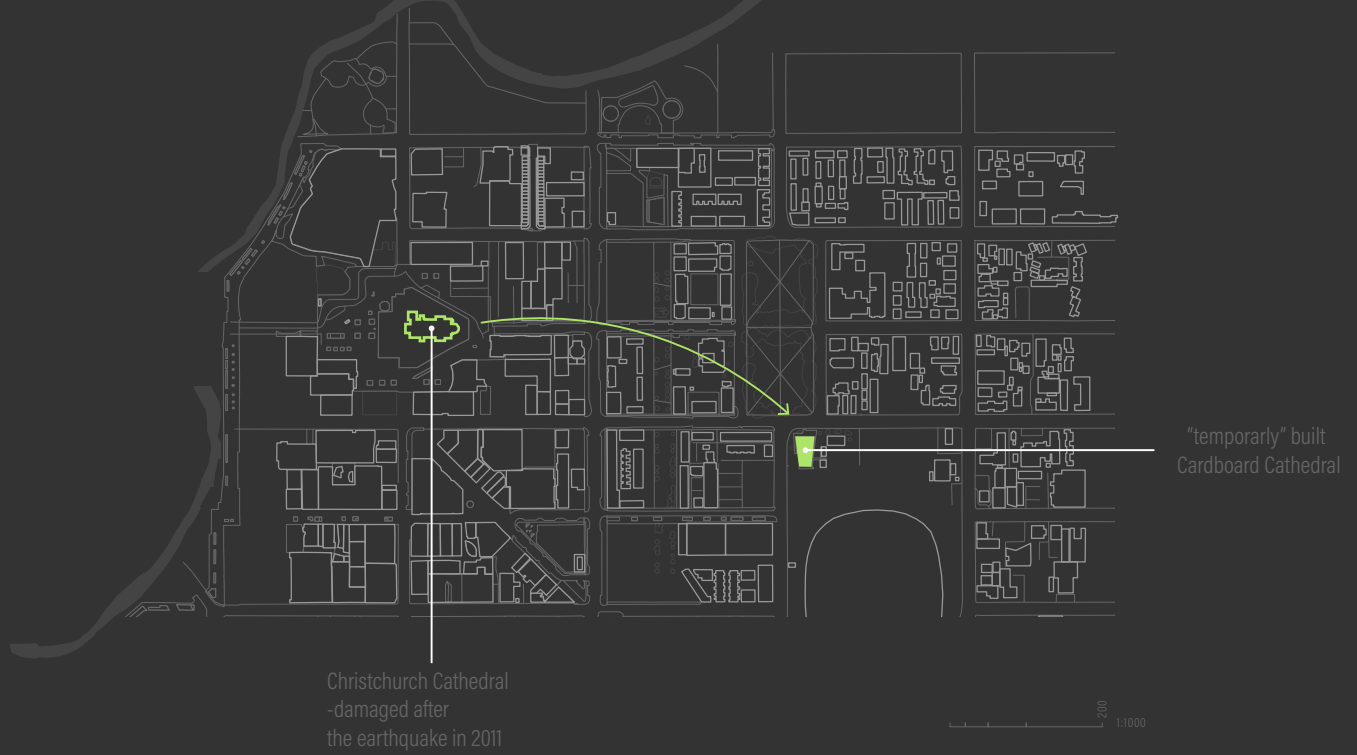 "temporarly" built
Cardboard Cathedral
Christchurch Cathedral
-damaged after
the earthquake in 2011
200
1:1000